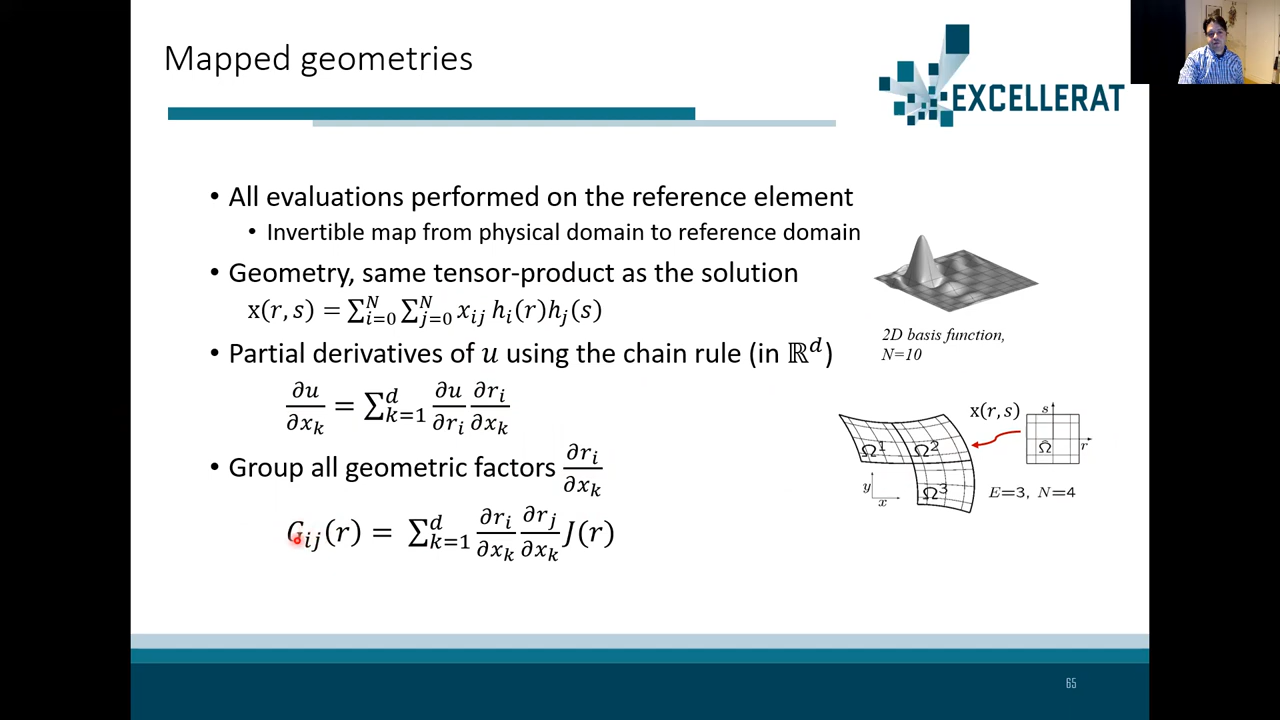 Mapped geometries
EXCELLERAT
• All evaluations performed on the reference element
• Invertible map from physical domain to reference domain
• Geometry, same tensor-product as the solution
x(r, s) = ∑_{i=0}^{N} ∑_{j=0}^{N} x_{ij} h_i(r)h_j(s)
• Partial derivatives of u using the chain rule (in ℝ^d)
∂u/∂x_k = ∑_{k=1}^{d} ∂u/∂r_i ∂r_i/∂x_k
• Group all geometric factors ∂r_i/∂x_k
G_{ij}(r) = ∑_{k=1}^{d} ∂r_i/∂x_k ∂r_j/∂x_k J(r)
2D basis function,
N=10
x(r, s)
s
r
Ω̂
Ω¹
Ω²
Ω³
y
x
E=3, N=4
65